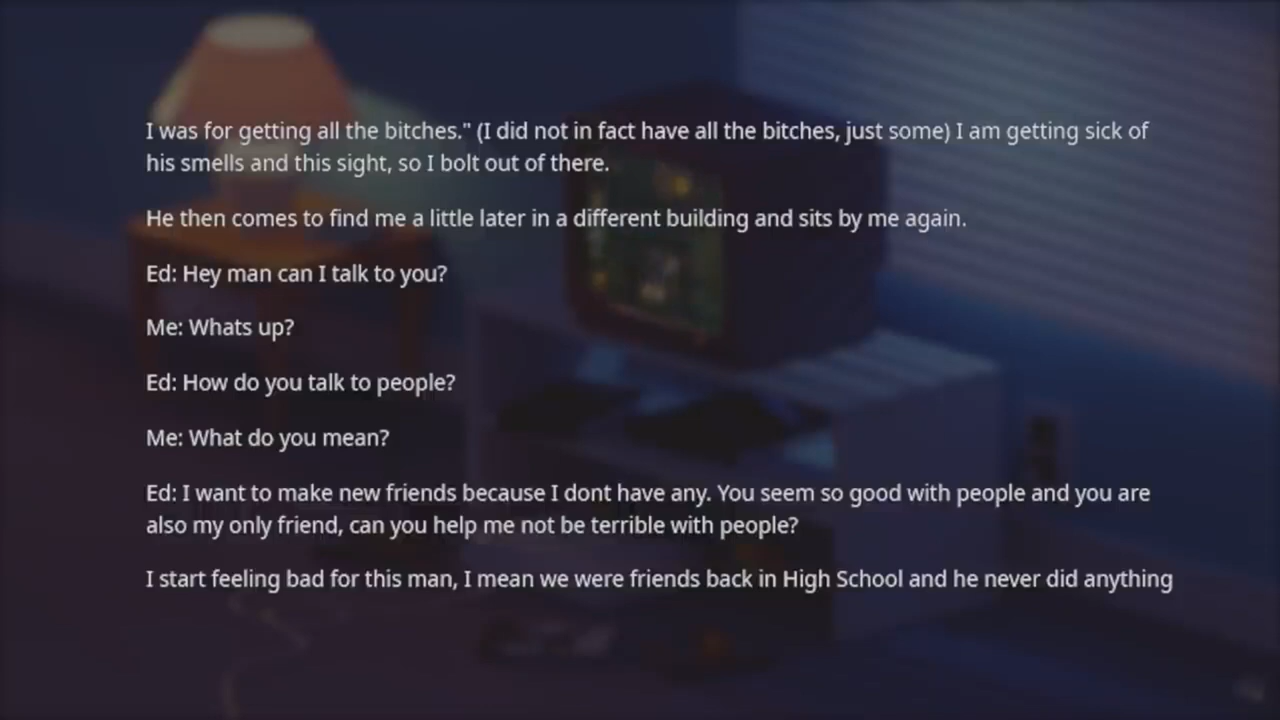 I was for getting all the bitches." (I did not in fact have all the bitches, just some) I am getting sick of
his smells and this sight, so I bolt out of there.
He then comes to find me a little later in a different building and sits by me again.
Ed: Hey man can I talk to you?
Me: Whats up?
Ed: How do you talk to people?
Me: What do you mean?
Ed: I want to make new friends because I dont have any. You seem so good with people and you are
also my only friend, can you help me not be terrible with people?
I start feeling bad for this man, I mean we were friends back in High School and he never did anything